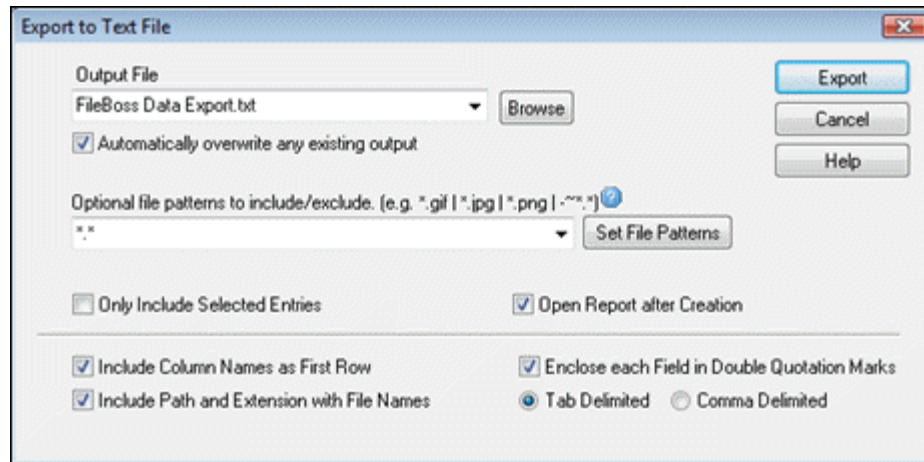 Export to Text File
Output File
FileBoss Data Export.txt
Browse
Automatically overwrite any existing output
Export
Cancel
Help
Optional file patterns to include/exclude. (e.g. *.gif | *.jpg | *.png | -~*.*)
?
*.*
Set File Patterns
Only Include Selected Entries
Open Report after Creation
Include Column Names as First Row
Enclose each Field in Double Quotation Marks
Include Path and Extension with File Names
Tab Delimited
Comma Delimited